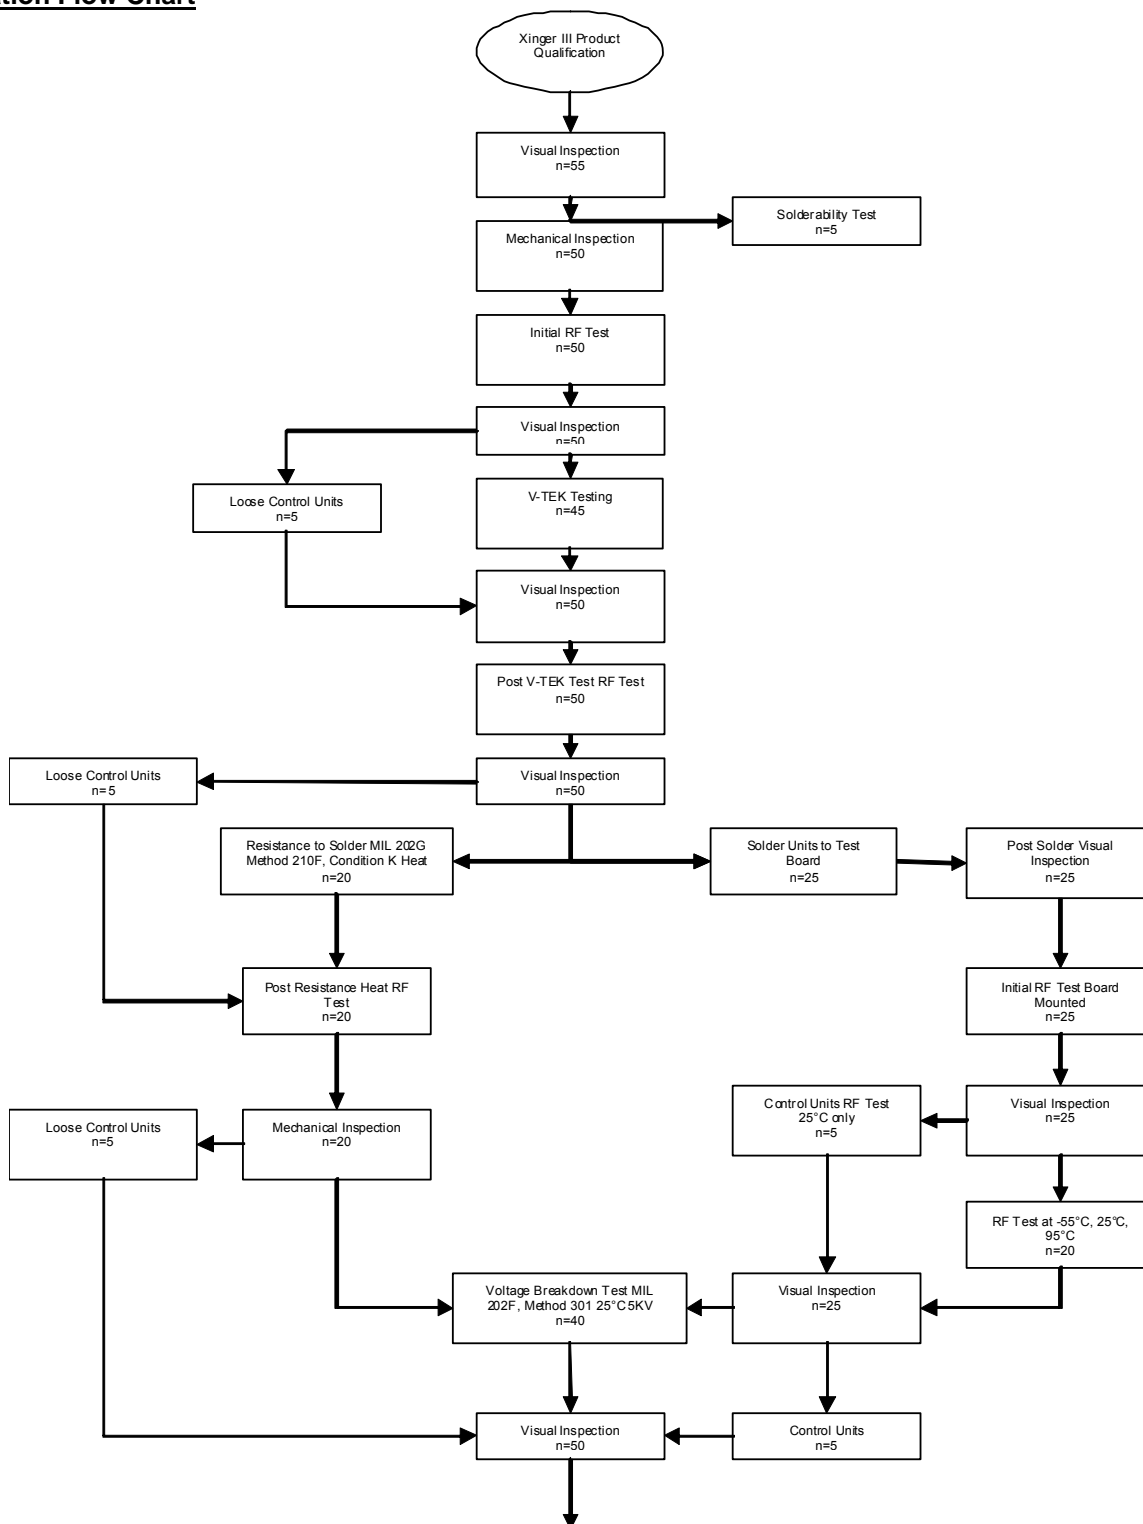 ation Flow Chart
Xinger III Product
Qualification
Visual Inspection
n=55
Solderability Test
n=5
Mechanical Inspection
n=50
Initial RF Test
n=50
Visual Inspection
n=50
Loose Control Units
n=5
V-TEK Testing
n=45
Visual Inspection
n=50
Post V-TEK Test RF Test
n=50
Loose Control Units
n=5
Visual Inspection
n=50
Resistance to Solder MIL 202G
Method 210F, Condition K Heat
n=20
Solder Units to Test
Board
n=25
Post Solder Visual
Inspection
n=25
Post Resistance Heat RF
Test
n=20
Initial RF Test Board
Mounted
n=25
Loose Control Units
n=5
Mechanical Inspection
n=20
Control Units RF Test
25°C only
n=5
Visual Inspection
n=25
RF Test at -55°C, 25°C,
95°C
n=20
Voltage Breakdown Test MIL
202F, Method 301 25°C 5KV
n=40
Visual Inspection
n=25
Visual Inspection
n=50
Control Units
n=5